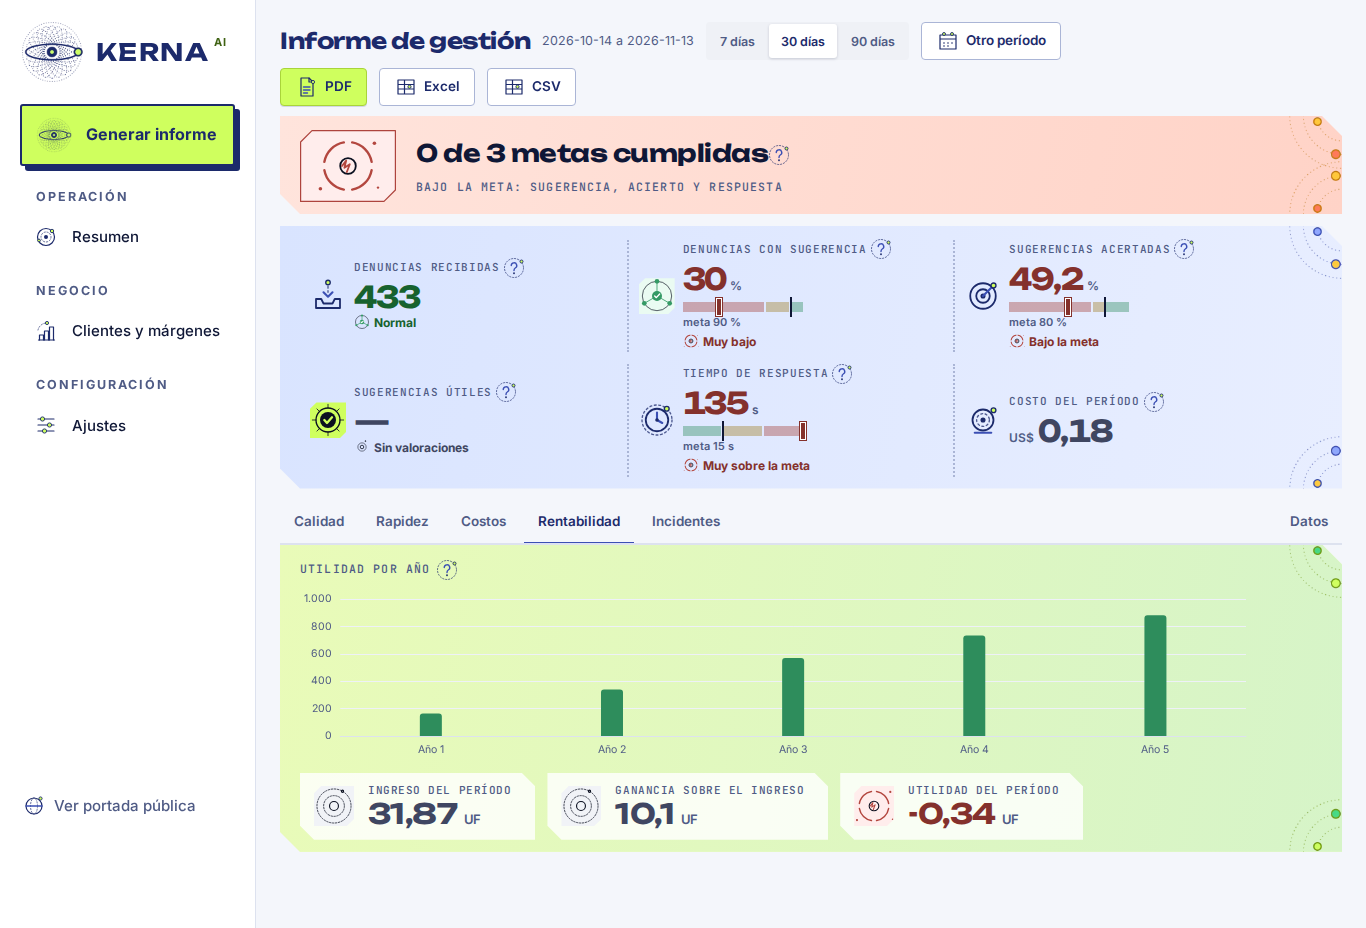 KERNA AI
Generar informe
OPERACIÓN
Resumen
NEGOCIO
Clientes y márgenes
CONFIGURACIÓN
Ajustes
Ver portada pública
Informe de gestión 2026-10-14 a 2026-11-13 7 días 30 días 90 días Otro período
PDF Excel CSV
0 de 3 metas cumplidas ?
BAJO LA META: SUGERENCIA, ACIERTO Y RESPUESTA
DENUNCIAS RECIBIDAS ?
433
Normal
DENUNCIAS CON SUGERENCIA ?
30 %
meta 90 %
Muy bajo
SUGERENCIAS ACERTADAS ?
49,2 %
meta 80 %
Bajo la meta
SUGERENCIAS ÚTILES ?
—
Sin valoraciones
TIEMPO DE RESPUESTA ?
135 s
meta 15 s
Muy sobre la meta
COSTO DEL PERÍODO ?
US$ 0,18
Calidad Rapidez Costos Rentabilidad Incidentes Datos
UTILIDAD POR AÑO ?
1.000
800
600
400
200
0
Año 1 Año 2 Año 3 Año 4 Año 5
INGRESO DEL PERÍODO
31,87 UF
GANANCIA SOBRE EL INGRESO
10,1 UF
UTILIDAD DEL PERÍODO
-0,34 UF